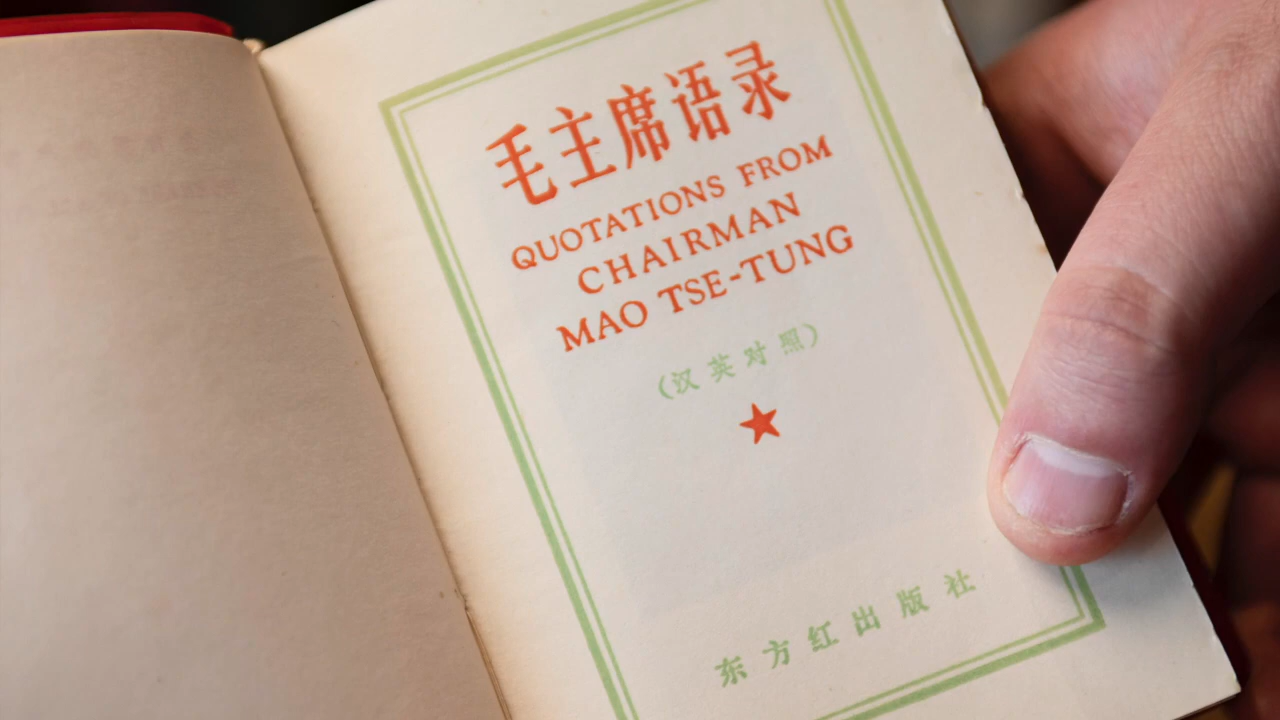 毛主席语录
QUOTATIONS FROM
CHAIRMAN
MAO TSE-TUNG
(汉英对照)
东方红出版社